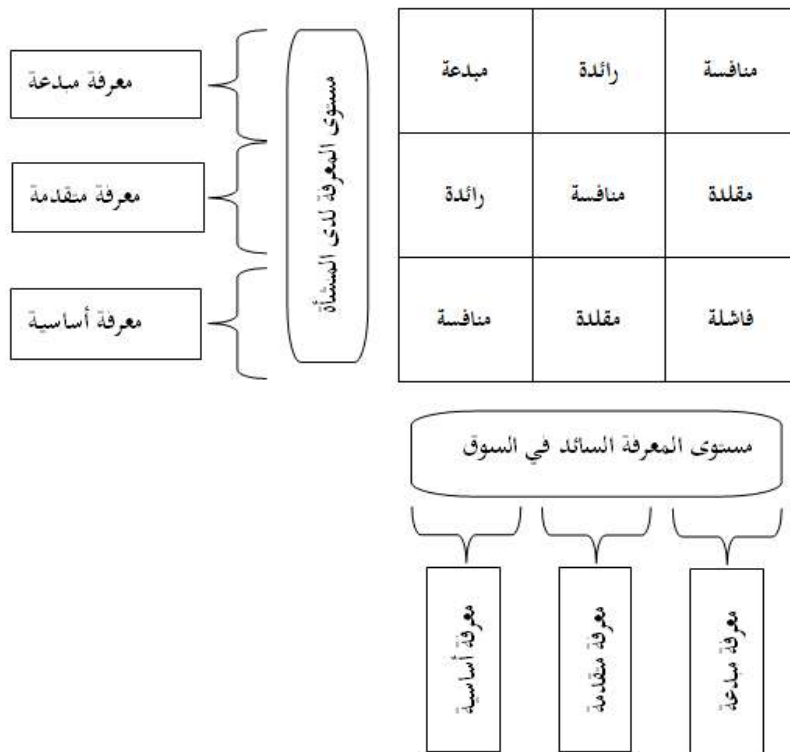 منافسة
رائدة
مبدعة
مقلدة
منافسة
رائدة
فاشلة
مقلدة
منافسة
مستوى المعرفة لدى المنشأة
معرفة مبدعة
معرفة متقدمة
معرفة أساسية
مستوى المعرفة السائد في السوق
معرفة مبدعة
معرفة متقدمة
معرفة أساسية